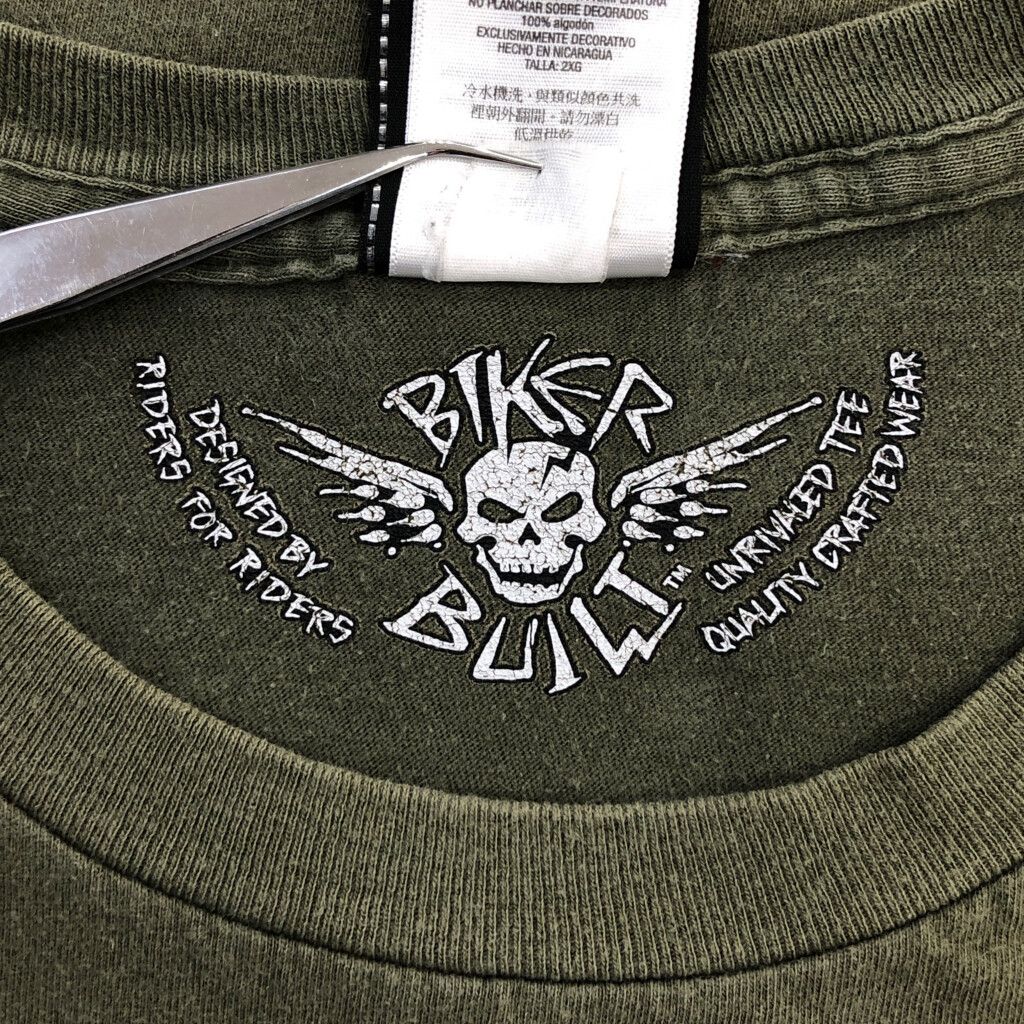 NO PLANCHAR SOBRE DECORADOS
100% algodón
EXCLUSIVAMENTE DECORATIVO
HECHO EN NICARAGUA
TALLA: 2XG
冷水機洗，與類似顏色共洗
裡朝外翻開，請勿漂白
低溫烘乾
BIKER
BUILT™
DESIGNED BY
RIDERS FOR RIDERS
UNRIVALED TEE
QUALITY CRAFTED WEAR